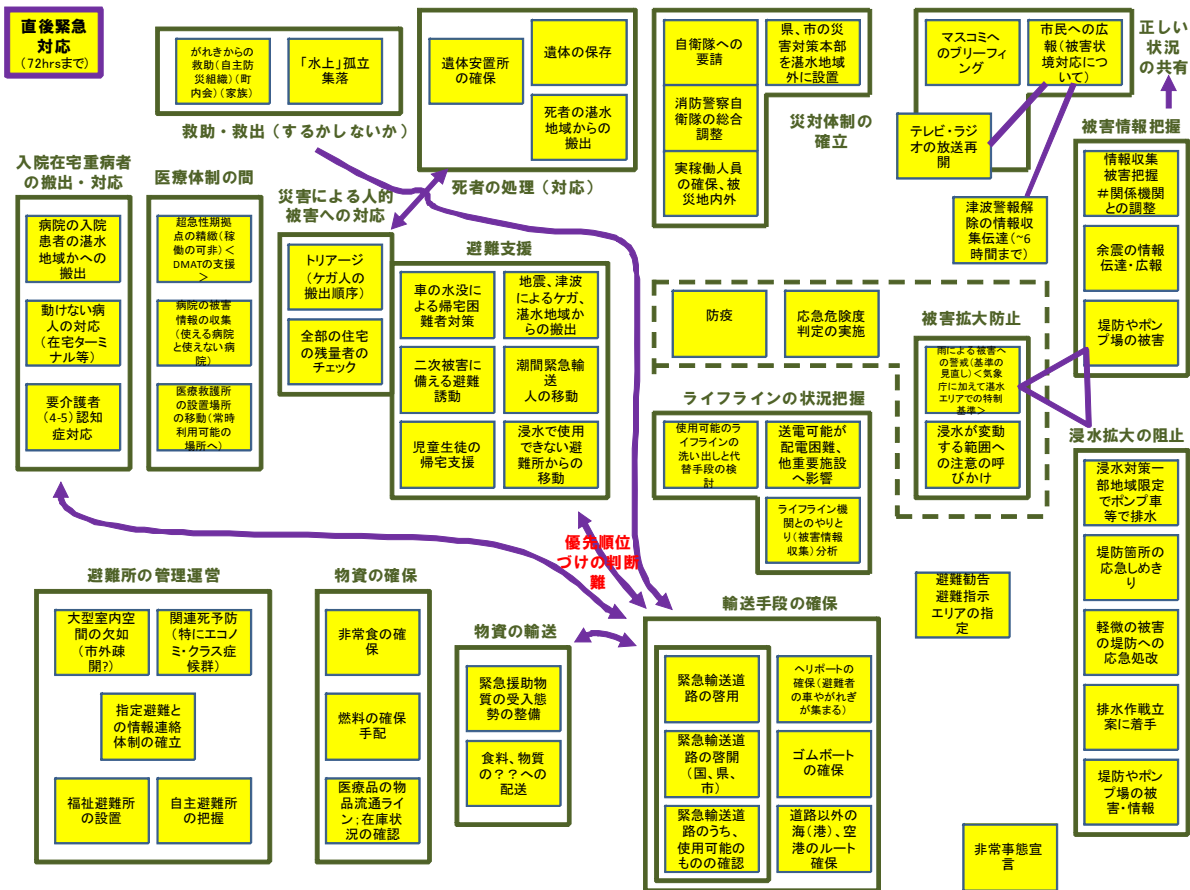 直後緊急
対応
（72hrsまで）
がれきからの
救助（自主防
災組織）（町
内会）（家族）
「水上」孤立
集落
救助・救出（するかしないか）
遺体安置所
の確保
遺体の保存
死者の湛水
地域からの
搬出
死者の処理（対応）
自衛隊への
要請
県、市の災
害対策本部
を湛水地域
外に設置
消防警察自
衛隊の総合
調整
実稼働人員
の確保、被
災地内外
災対体制の
確立
マスコミへ
のブリーフィ
ング
市民への広
報（被害状
境対応につ
いて）
テレビ・ラジ
オの放送再
開
津波警報解
除の情報収
集伝達（~6
時間まで）
正しい
状況
の共有
被害情報把握
情報収集
被害把握
＃関係機関
との調整
余震の情報
伝達・広報
堤防やポン
プ場の被害
入院在宅重病者
の搬出・対応
病院の入院
患者の湛水
地域かへの
搬出
動けない病
人の対応
（在宅ターミ
ナル等）
要介護者
（4-5）認知
症対応
医療体制の間
超急性期拠
点の精緻（稼
働の可非）＜
DMATの支援
＞
病院の被害
情報の収集
（使える病院
と使えない病
院）
医療救護所
の設置場所
の移動（常時
利用可能の
場所へ）
災害による人的
被害への対応
トリアージ
（ケガ人の
搬出順序）
全部の住宅
の残量者の
チェック
避難支援
車の水没に
よる帰宅困
難者対策
地震、津波
によるケガ、
湛水地域か
らの搬出
二次被害に
備える避難
誘動
潮間緊急輸
送
人の移動
児童生徒の
帰宅支援
浸水で使用
できない避
難所からの
移動
防疫
応急危険度
判定の実施
被害拡大防止
雨による被害へ
の警戒（基準の
見直し）＜気象
庁に加えて湛水
エリアでの特制
基準＞
浸水が変動
する範囲へ
の注意の呼
びかけ
ライフラインの状況把握
使用可能のライ
フラインの
洗い出しと代
替手段の検
討
送電可能が
配電困難、
他重要施設
へ影響
ライフライン機
関とのやりと
り（被害情報
収集）分析
浸水拡大の阻止
浸水対策一
部地域限定
でポンプ車
等で排水
堤防箇所の
応急しめき
り
軽微の被害
の堤防への
応急処改
排水作戦立
案に着手
堤防やポン
プ場の被
害・情報
優先順位
づけの判断
難
避難所の管理運営
大型室内空
間の欠如
（市外疎
開?）
関連死予防
（特にエコノ
ミ・クラス症
候群）
指定避難と
の情報連絡
体制の確立
福祉避難所
の設置
自主避難所
の把握
物資の確保
非常食の確
保
燃料の確保
手配
医療品の物
品流通ライ
ン;在庫状
況の確認
物資の輸送
緊急援助物
質の受入態
勢の整備
食料、物質
の？？への
配送
輸送手段の確保
緊急輸送道
路の啓用
ヘリポートの
確保（避難者
の車やがれぎ
が集まる）
緊急輸送道
路の啓開
（国、県、
市）
ゴムボート
の確保
緊急輸送道
路のうち、
使用可能の
ものの確認
道路以外の
海（港）、空
港のルート
確保
避難勧告
避難指示
エリアの指
定
非常事態宣
言